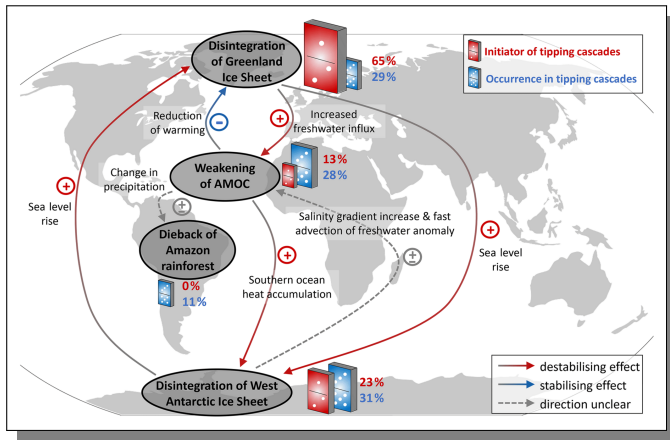 Disintegration
of Greenland
Ice Sheet
65%
29%
Initiator of tipping cascades
Occurrence in tipping cascades
Reduction
of warming
−
+
Increased
freshwater influx
Weakening
of AMOC
13%
28%
Change in
precipitation
±
+
Sea level
rise
Salinity gradient increase & fast
advection of freshwater anomaly
+
Sea level
rise
Dieback of
Amazon
rainforest
0%
11%
+
Southern ocean
heat accumulation
±
Disintegration of West
Antarctic Ice Sheet
23%
31%
destabilising effect
stabilising effect
direction unclear